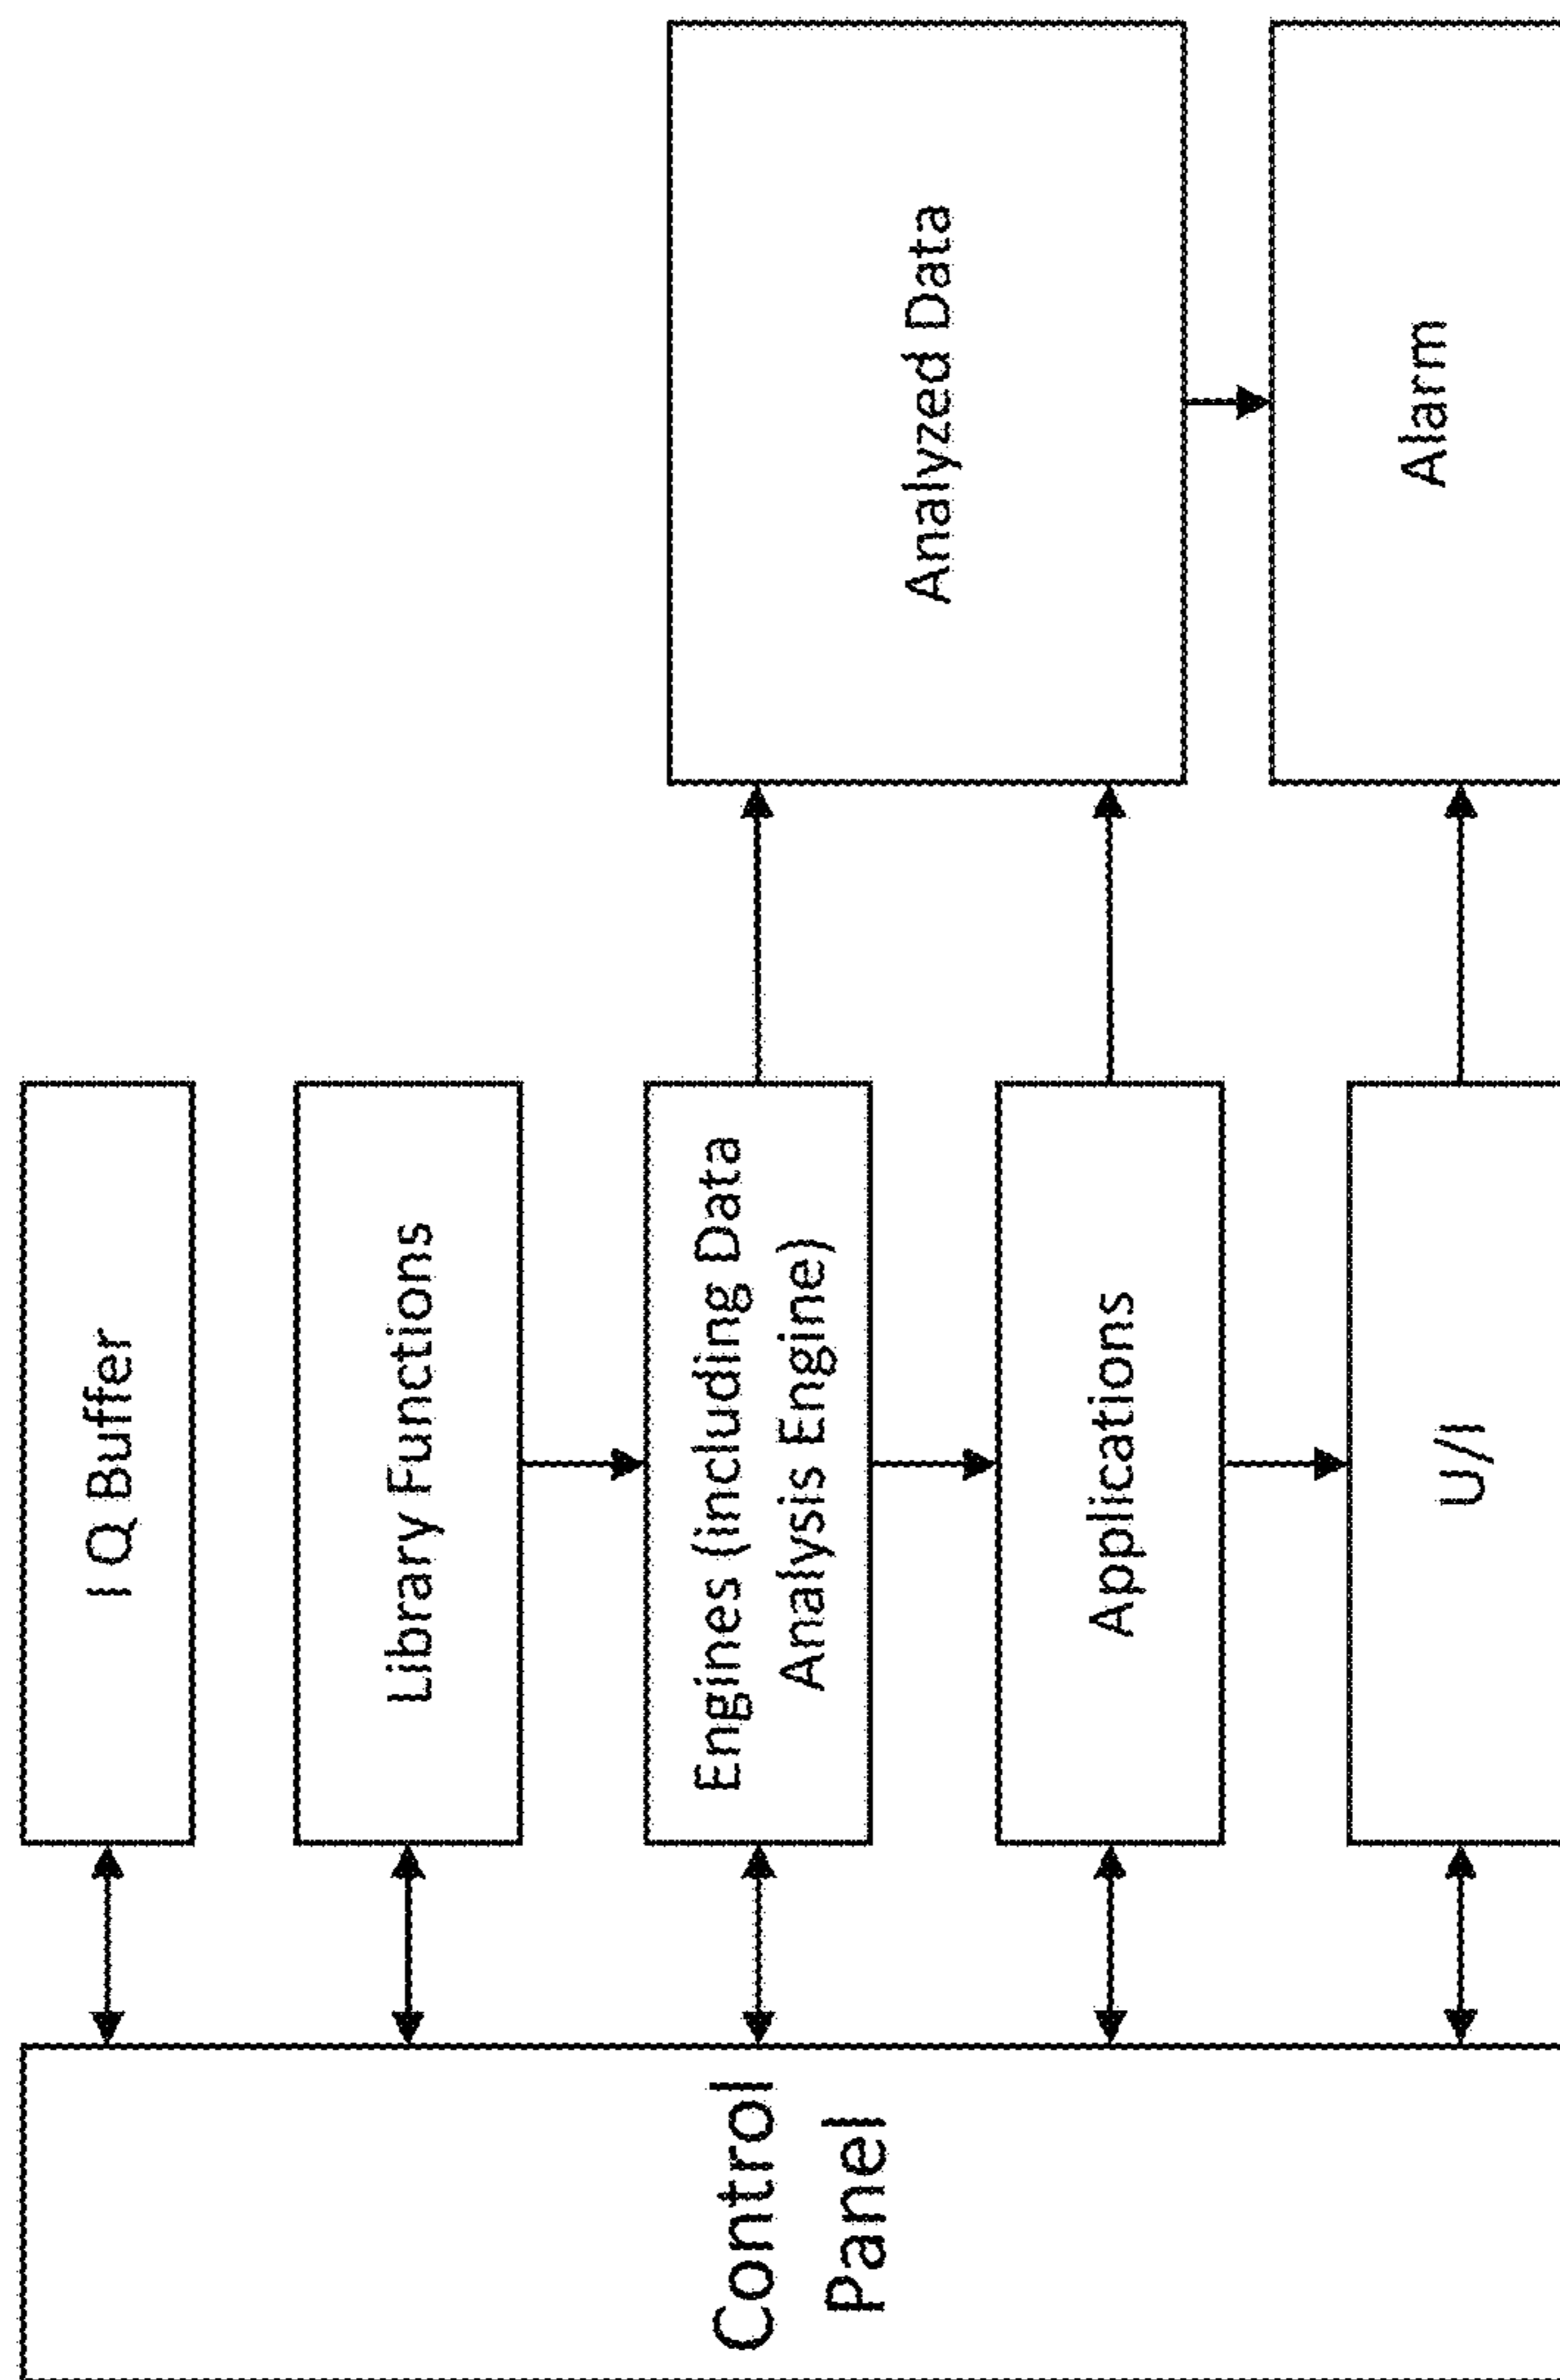 I Q Buffer
Library Functions
Engines (including Data
Analysis Engine)
Applications
U/I
Analyzed Data
Alarm
Control
Panel